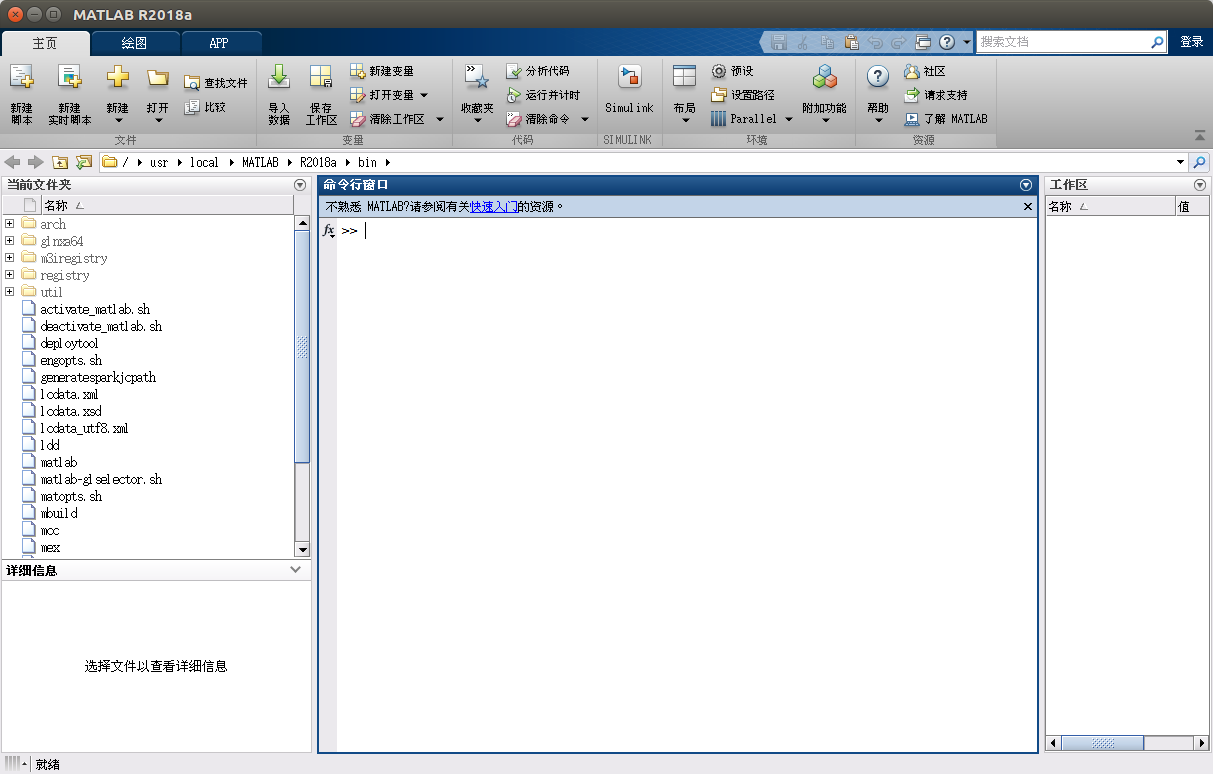 MATLAB R2018a
主页 绘图 APP 搜索文档 登录
新建脚本 新建实时脚本 新建 打开 查找文件 比较
导入数据 保存工作区 新建变量 打开变量 清除工作区
收藏夹 分析代码 运行并计时 清除命令
Simulink
布局 预设 设置路径 Parallel 附加功能
帮助 社区 请求支持 了解 MATLAB
文件 变量 代码 SIMULINK 环境 资源
/ usr local MATLAB R2018a bin
当前文件夹
名称
arch
glnxa64
m3iregistry
registry
util
activate_matlab.sh
deactivate_matlab.sh
deploytool
engopts.sh
generatesparkjcpath
lcdata.xml
lcdata.xsd
lcdata_utf8.xml
ldd
matlab
matlab-glselector.sh
matopts.sh
mbuild
mcc
mex
详细信息
选择文件以查看详细信息
命令行窗口
不熟悉 MATLAB?请参阅有关快速入门的资源。
fx >>
工作区
名称 值
就绪